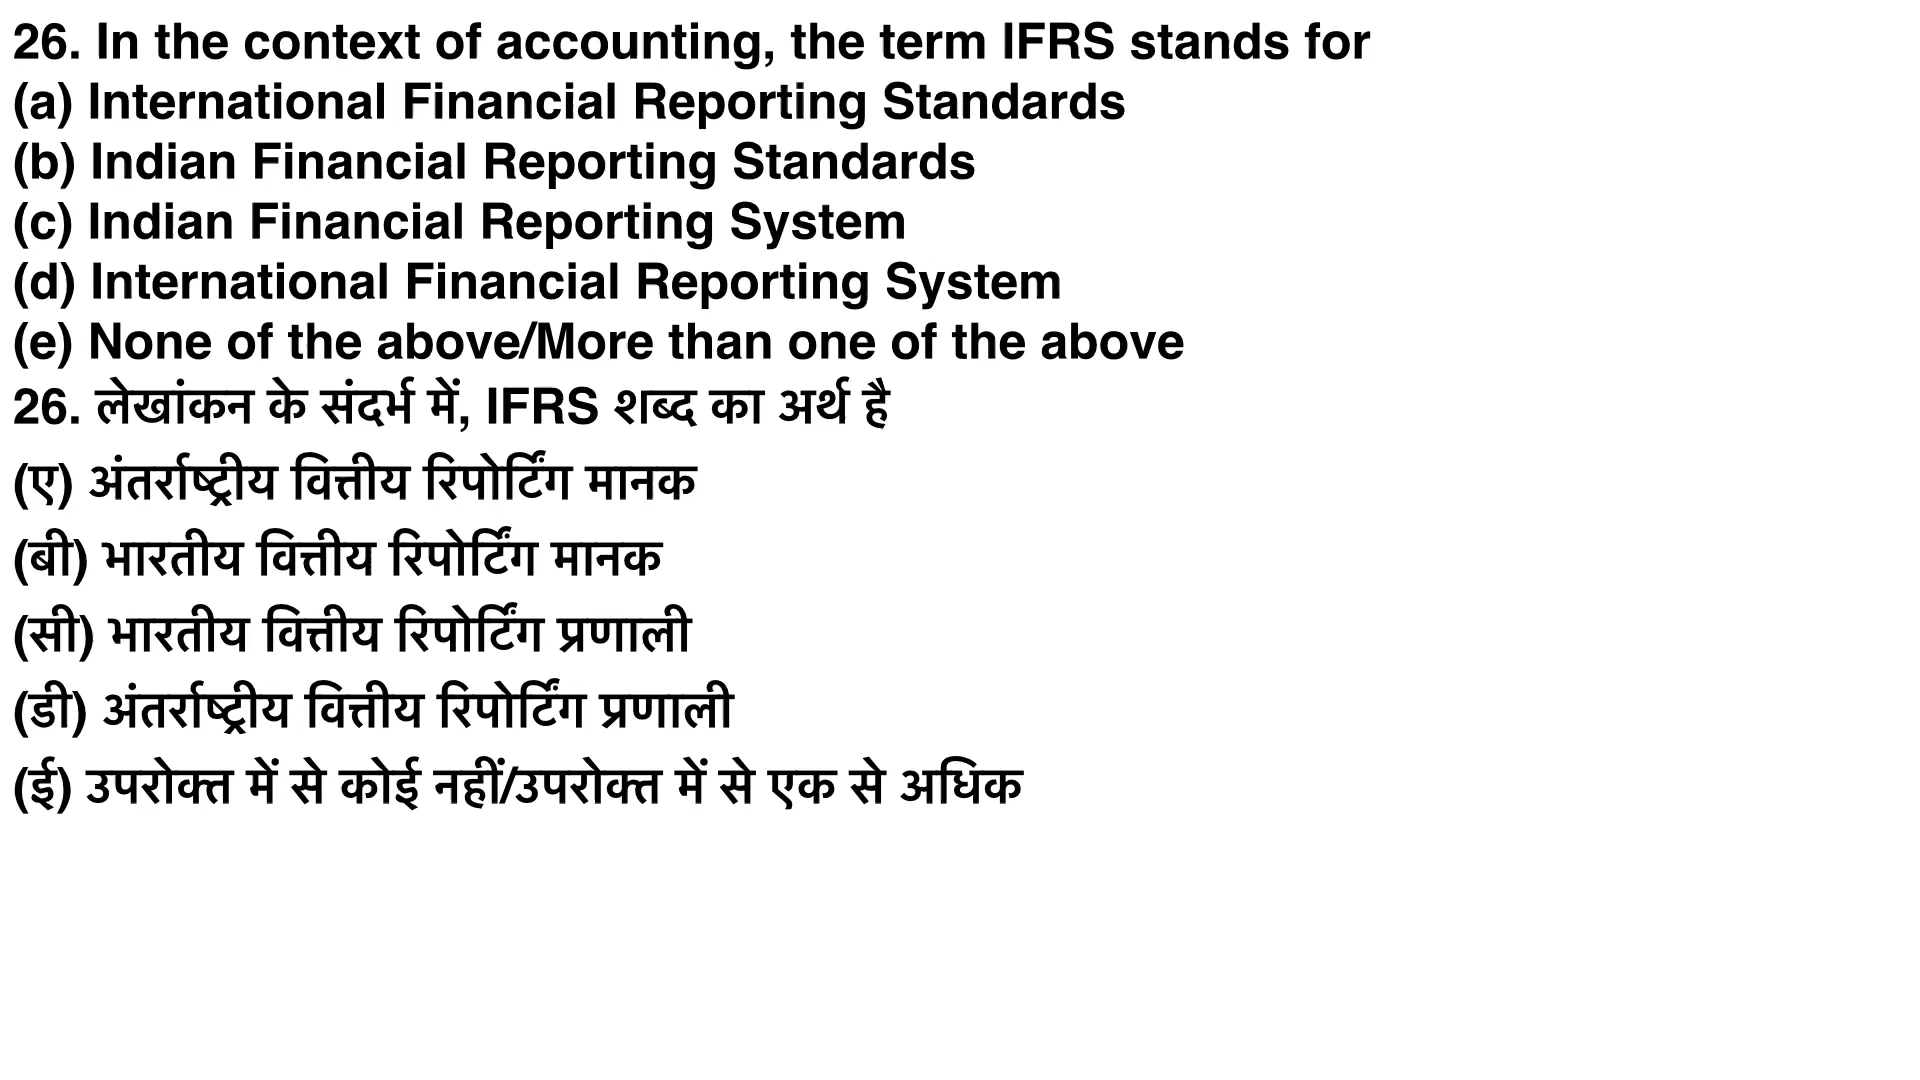 26. In the context of accounting, the term IFRS stands for
(a) International Financial Reporting Standards
(b) Indian Financial Reporting Standards
(c) Indian Financial Reporting System
(d) International Financial Reporting System
(e) None of the above/More than one of the above
26. लेखांकन के संदर्भ में, IFRS शब्द का अर्थ है
(ए) अंतर्राष्ट्रीय वित्तीय रिपोर्टिंग मानक
(बी) भारतीय वित्तीय रिपोर्टिंग मानक
(सी) भारतीय वित्तीय रिपोर्टिंग प्रणाली
(डी) अंतर्राष्ट्रीय वित्तीय रिपोर्टिंग प्रणाली
(ई) उपरोक्त में से कोई नहीं/उपरोक्त में से एक से अधिक